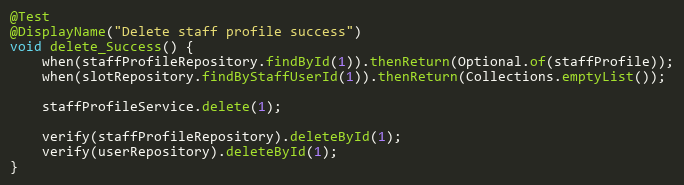 @Test
@DisplayName("Delete staff profile success")
void delete_Success() {
    when(staffProfileRepository.findById(1)).thenReturn(Optional.of(staffProfile));
    when(slotRepository.findByStaffUserId(1)).thenReturn(Collections.emptyList());
    staffProfileService.delete(1);
    verify(staffProfileRepository).deleteById(1);
    verify(userRepository).deleteById(1);
}